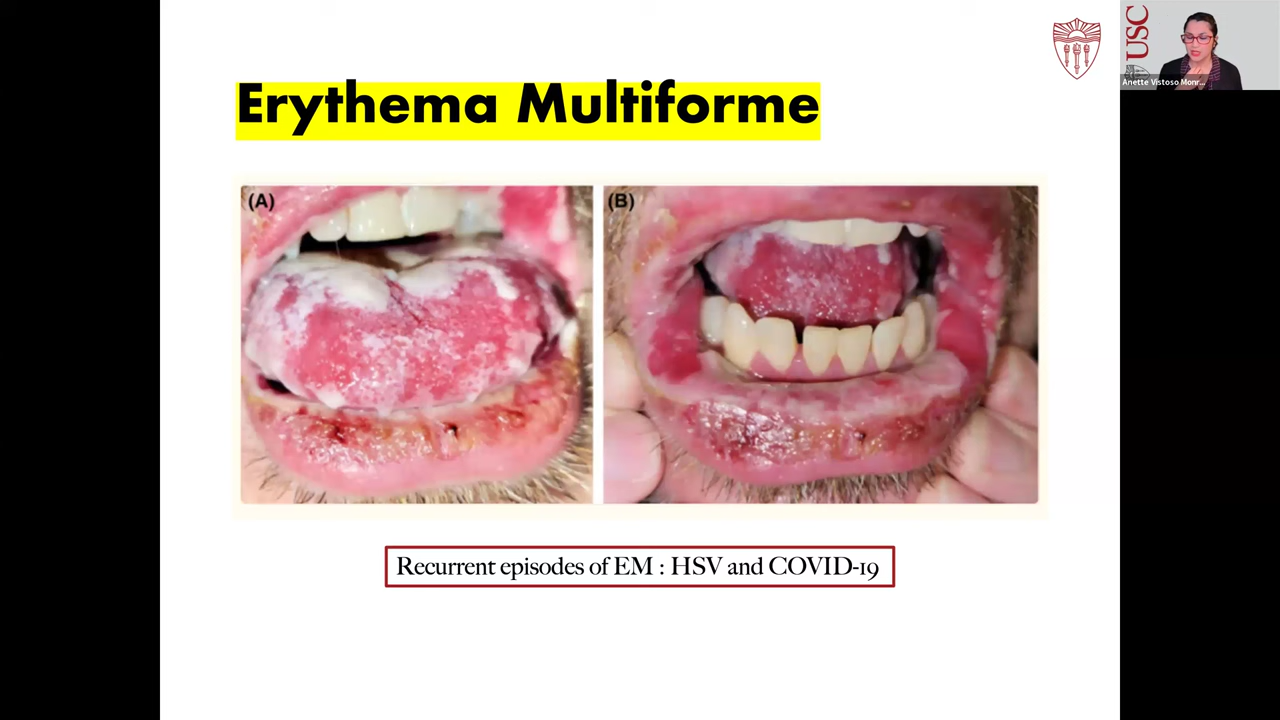 USC
Anette Vistoso Monr...
Erythema Multiforme
(A)
(B)
Recurrent episodes of EM : HSV and COVID-19